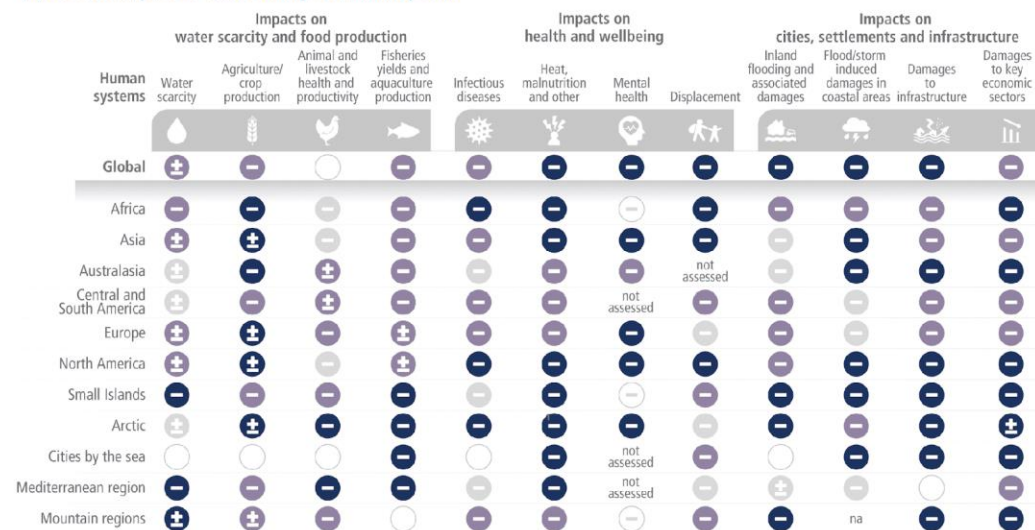 Impacts on
water scarcity and food production
Impacts on
health and wellbeing
Impacts on
cities, settlements and infrastructure
Human
systems
Water
scarcity
Agriculture/
crop
production
Animal and
livestock
health and
productivity
Fisheries
yields and
aquaculture
production
Infectious
diseases
Heat,
malnutrition
and other
Mental
health
Displacement
Inland
flooding and
associated
damages
Flood/storm
induced
damages in
coastal areas
Damages
to
infrastructure
Damages
to key
economic
sectors
Global
Africa
Asia
Australasia
not
assessed
Central and
South America
not
assessed
Europe
North America
Small Islands
Arctic
Cities by the sea
not
assessed
Mediterranean region
not
assessed
Mountain regions
na